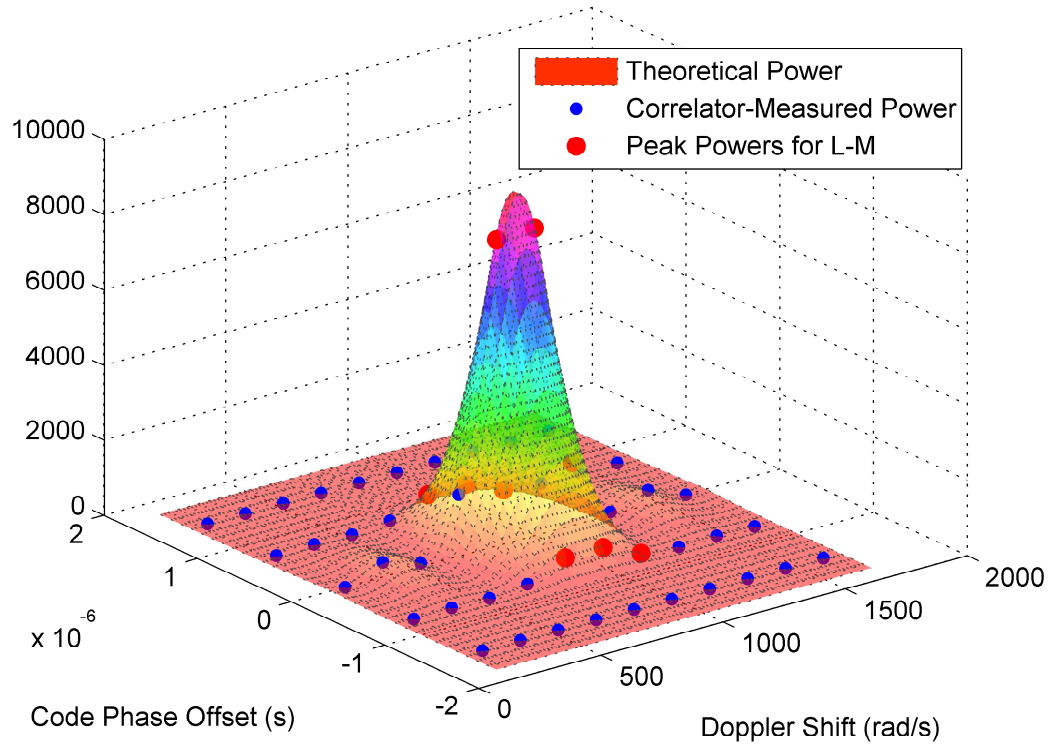 Theoretical Power
Correlator-Measured Power
Peak Powers for L-M
10000
8000
6000
4000
2000
0
2
1
0
-1
-2
x 10^-6
Code Phase Offset (s)
0
500
1000
1500
2000
Doppler Shift (rad/s)